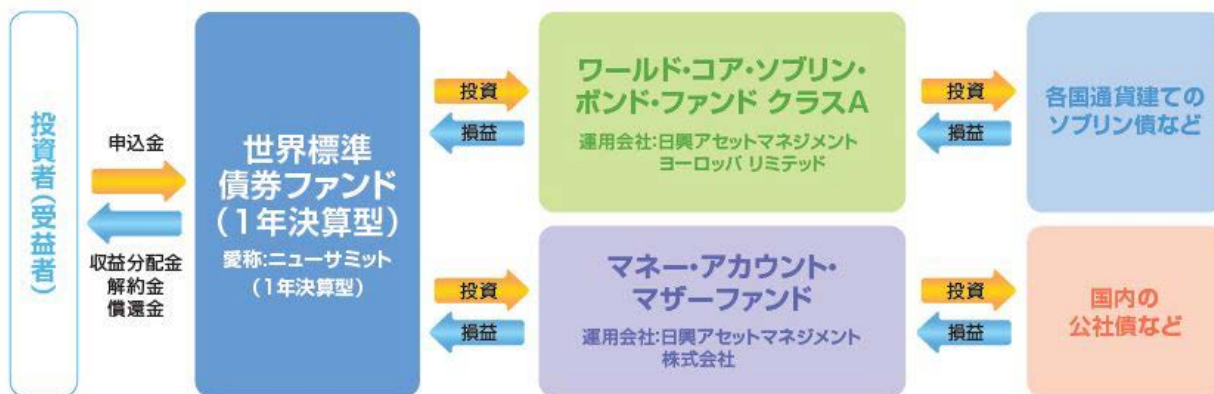 投資者(受益者)
申込金
収益分配金
解約金
償還金
世界標準
債券ファンド
(1年決算型)
愛称:ニューサミット
(1年決算型)
投資
損益
ワールド・コア・ソブリン・
ボンド・ファンド クラスA
運用会社:日興アセットマネジメント
ヨーロッパ リミテッド
投資
損益
各国通貨建ての
ソブリン債など
投資
損益
マネー・アカウント・
マザーファンド
運用会社:日興アセットマネジメント
株式会社
投資
損益
国内の
公社債など